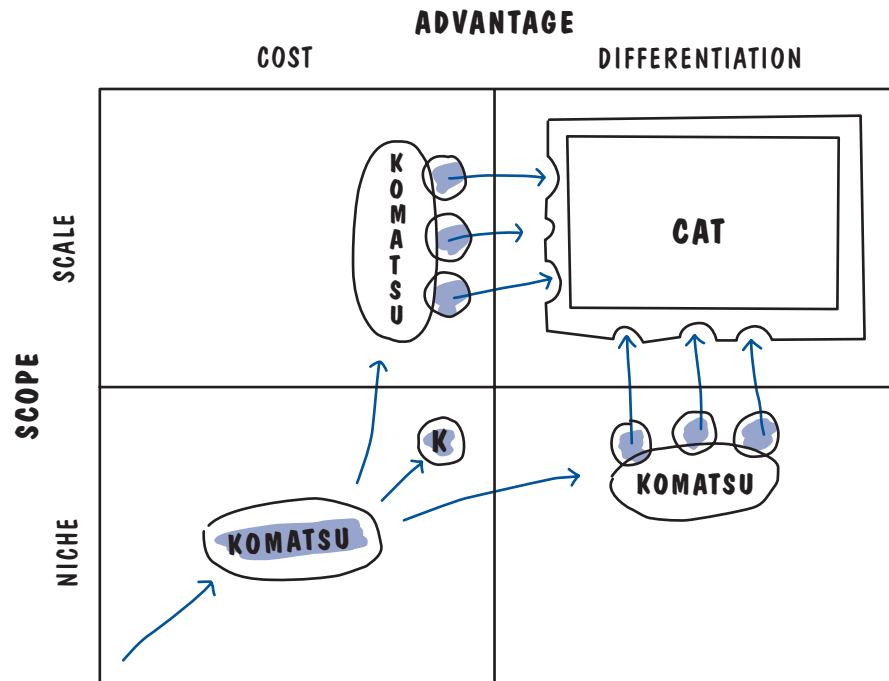 ADVANTAGE
COST
DIFFERENTIATION
SCOPE
SCALE
KOMATSU
CAT
NICHE
K
KOMATSU
KOMATSU